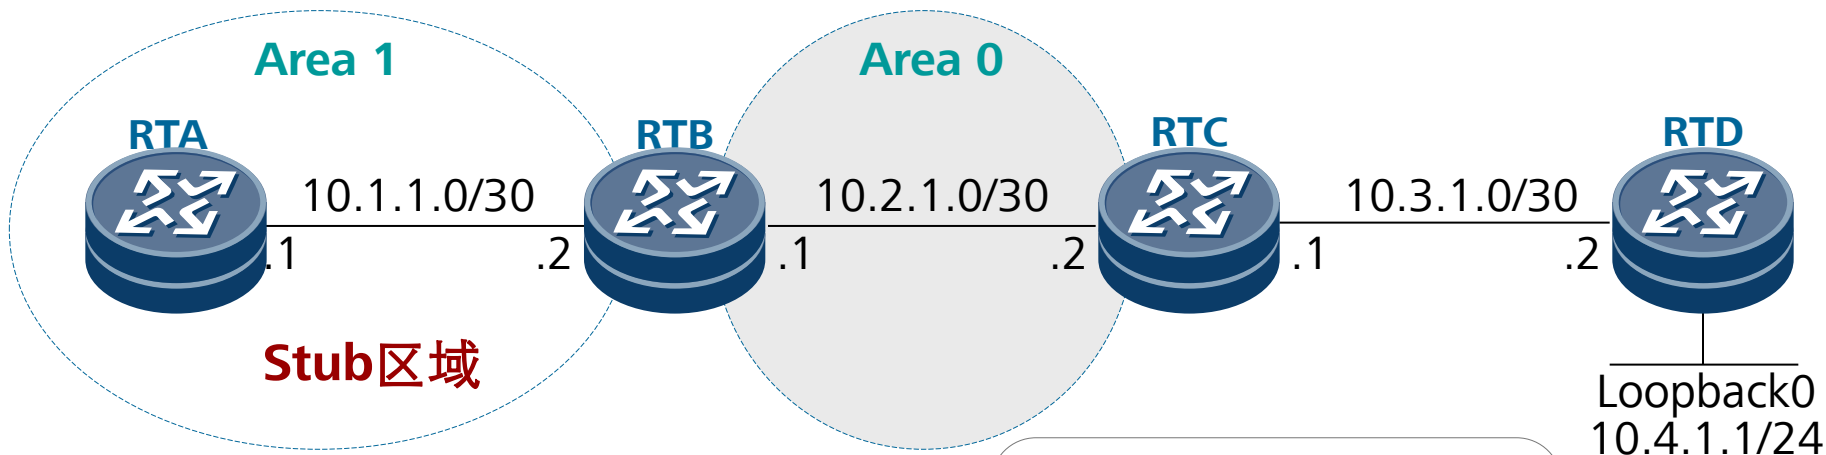 Area 1
Area 0
RTA
RTB
RTC
RTD
10.1.1.0/30
10.2.1.0/30
10.3.1.0/30
.1
.2
.1
.2
.1
.2
Stub区域
Loopback0
10.4.1.1/24